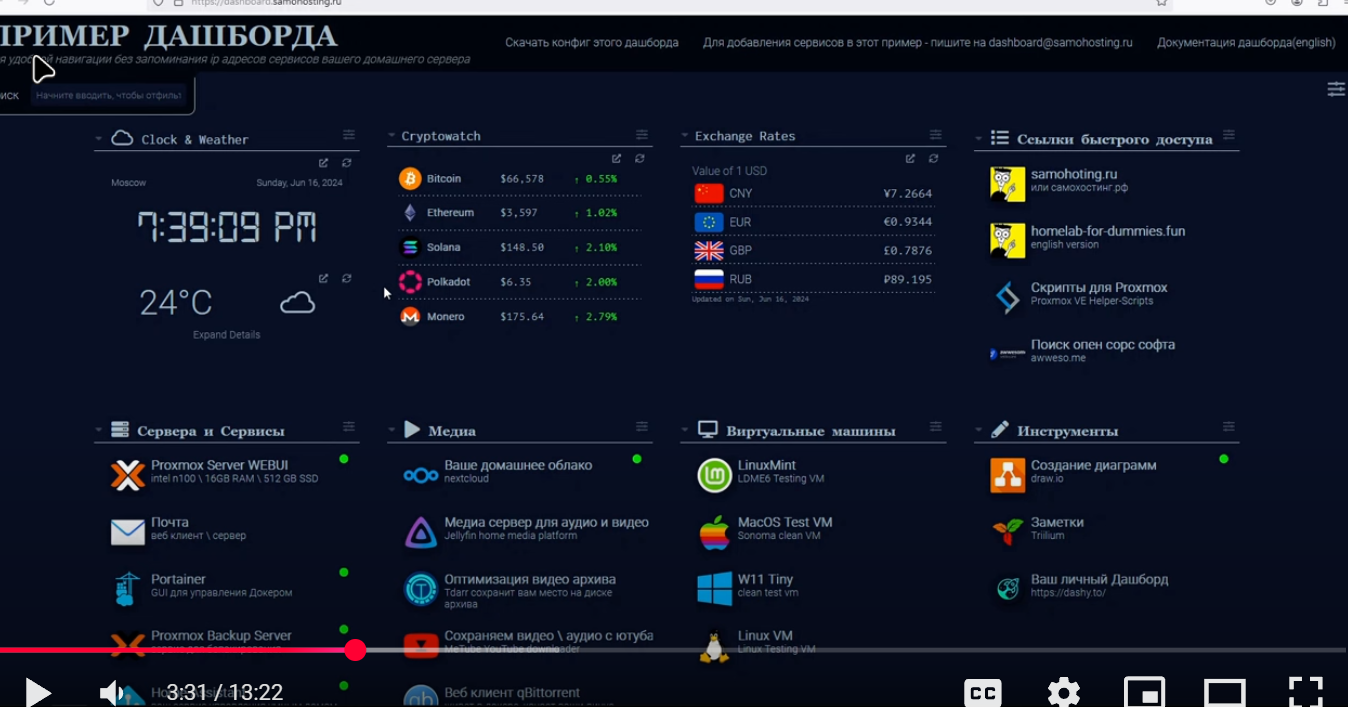 https://dashboard.samohosting.ru
ПРИМЕР ДАШБОРДА
я удобной навигации без запоминания ip адресов сервисов вашего домашнего сервера
Скачать конфиг этого дашборда
Для добавления сервисов в этот пример - пишите на dashboard@samohosting.ru
Документация дашборда(english)
иск
Начните вводить, чтобы отфильт
Clock & Weather
Moscow
Sunday, Jun 16, 2024
7:39:09 PM
24°C
Expand Details
Cryptowatch
Bitcoin $66,578 ↑ 0.55%
Ethereum $3,597 ↑ 1.02%
Solana $148.50 ↑ 2.10%
Polkadot $6.35 ↑ 2.00%
Monero $175.64 ↑ 2.79%
Exchange Rates
Value of 1 USD
CNY ¥7.2664
EUR €0.9344
GBP £0.7876
RUB ₽89.195
Updated on Sun, Jun 16, 2024
Ссылки быстрого доступа
samohoting.ru
или самохостинг.рф
homelab-for-dummies.fun
english version
Скрипты для Proxmox
Proxmox VE Helper-Scripts
Поиск опен сорс софта
awweso.me
Сервера и Сервисы
Proxmox Server WEBUI
intel n100 \ 16GB RAM \ 512 GB SSD
Почта
веб клиент \ сервер
Portainer
GUI для управления Докером
Proxmox Backup Server
Медиа
Ваше домашнее облако
nextcloud
Медиа сервер для аудио и видео
Jellyfin home media platform
Оптимизация видео архива
Tdarr сохранит вам место на диске
архива
Сохраняем видео \ аудио с ютуба
MeTube YouTube downloader
Веб клиент qBittorrent
Виртуальные машины
LinuxMint
LDME6 Testing VM
MacOS Test VM
Sonoma clean VM
W11 Tiny
clean test vm
Linux VM
Linux Testing VM
Инструменты
Создание диаграмм
draw.io
Заметки
Trilium
Ваш личный Дашборд
https://dashy.to/
3:31 / 13:22
CC